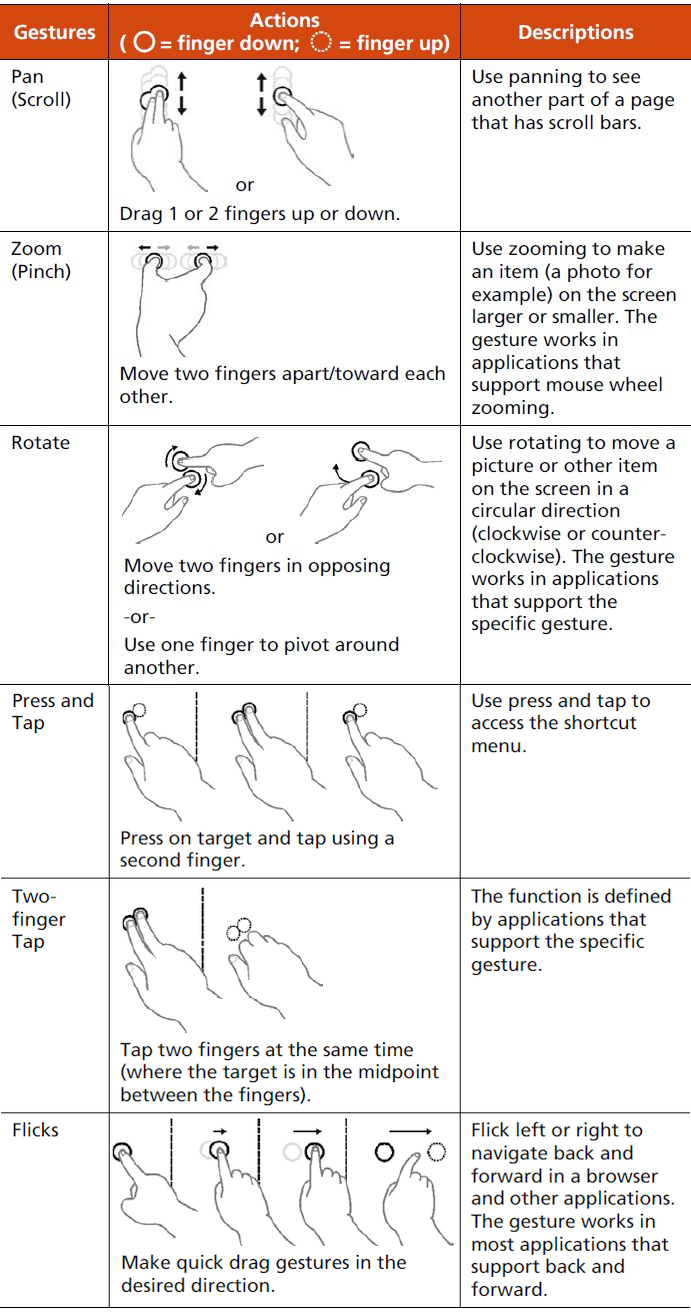 Gestures
Actions
( = finger down; = finger up)
Descriptions
Pan
(Scroll)
or
Drag 1 or 2 fingers up or down.
Use panning to see
another part of a page
that has scroll bars.
Zoom
(Pinch)
Move two fingers apart/toward each
other.
Use zooming to make
an item (a photo for
example) on the screen
larger or smaller. The
gesture works in
applications that
support mouse wheel
zooming.
Rotate
or
Move two fingers in opposing
directions.
-or-
Use one finger to pivot around
another.
Use rotating to move a
picture or other item
on the screen in a
circular direction
(clockwise or counter-
clockwise). The gesture
works in applications
that support the
specific gesture.
Press and
Tap
Press on target and tap using a
second finger.
Use press and tap to
access the shortcut
menu.
Two-
finger
Tap
Tap two fingers at the same time
(where the target is in the midpoint
between the fingers).
The function is defined
by applications that
support the specific
gesture.
Flicks
Make quick drag gestures in the
desired direction.
Flick left or right to
navigate back and
forward in a browser
and other applications.
The gesture works in
most applications that
support back and
forward.